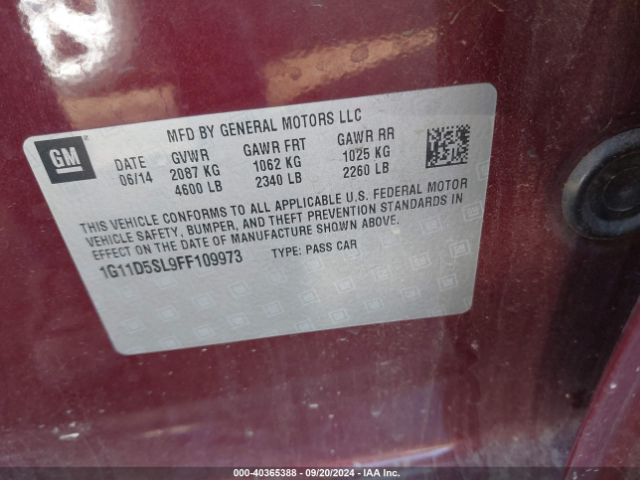 MFD BY GENERAL MOTORS LLC
GM
DATE GVWR GAWR FRT GAWR RR
06/14 2087 KG 1062 KG 1025 KG
4600 LB 2340 LB 2260 LB
THIS VEHICLE CONFORMS TO ALL APPLICABLE U.S. FEDERAL MOTOR
VEHICLE SAFETY, BUMPER, AND THEFT PREVENTION STANDARDS IN
EFFECT ON THE DATE OF MANUFACTURE SHOWN ABOVE.
1G11D5SL9FF109973 TYPE: PASS CAR
000-40365388 - 09/20/2024 - IAA Inc.